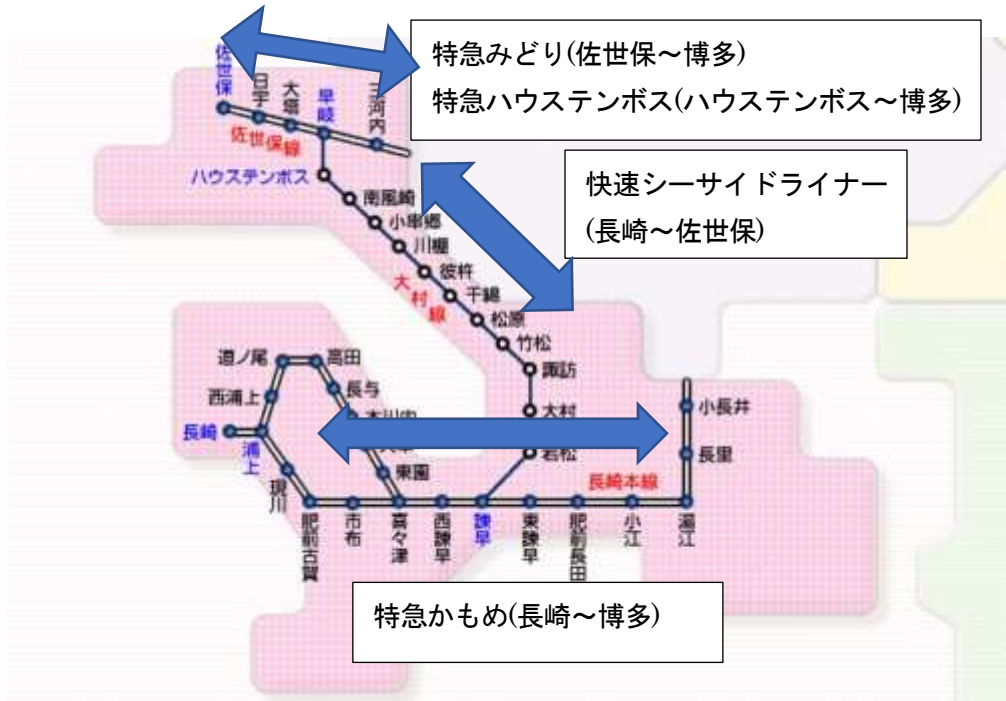 特急みどり(佐世保～博多)
特急ハウステンボス(ハウステンボス～博多)
快速シーサイドライナー
(長崎～佐世保)
佐世保
日宇
大塔
早岐
三河内
佐世保線
ハウステンボス
南風崎
小串郷
川棚
彼杵
千綿
松原
竹松
諏訪
大村
岩松
大村線
道ノ尾
高田
西浦上
長与
長崎
浦上
東園
現川
小長井
長里
長崎本線
肥前古賀
市布
喜々津
西諫早
諫早
東諫早
肥前長田
小江
湯江
特急かもめ(長崎～博多)